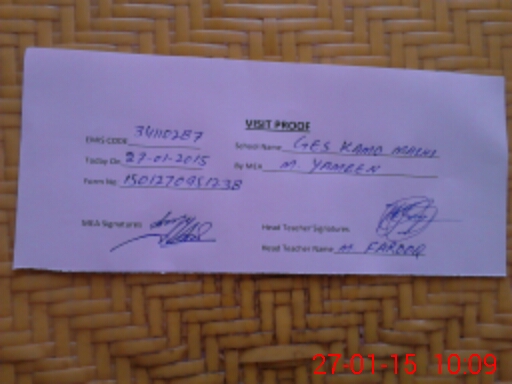 VISIT PROOF
EMIS CODE 34110287 School Name GES KAMO MACHI
Today On 27-01-2015 By MEA M. YAMEEN
Form No 1501270951238
MEA Signatures Head Teacher Signatures
Head Teacher Name M. FAROOQ
27-01-15 10:09